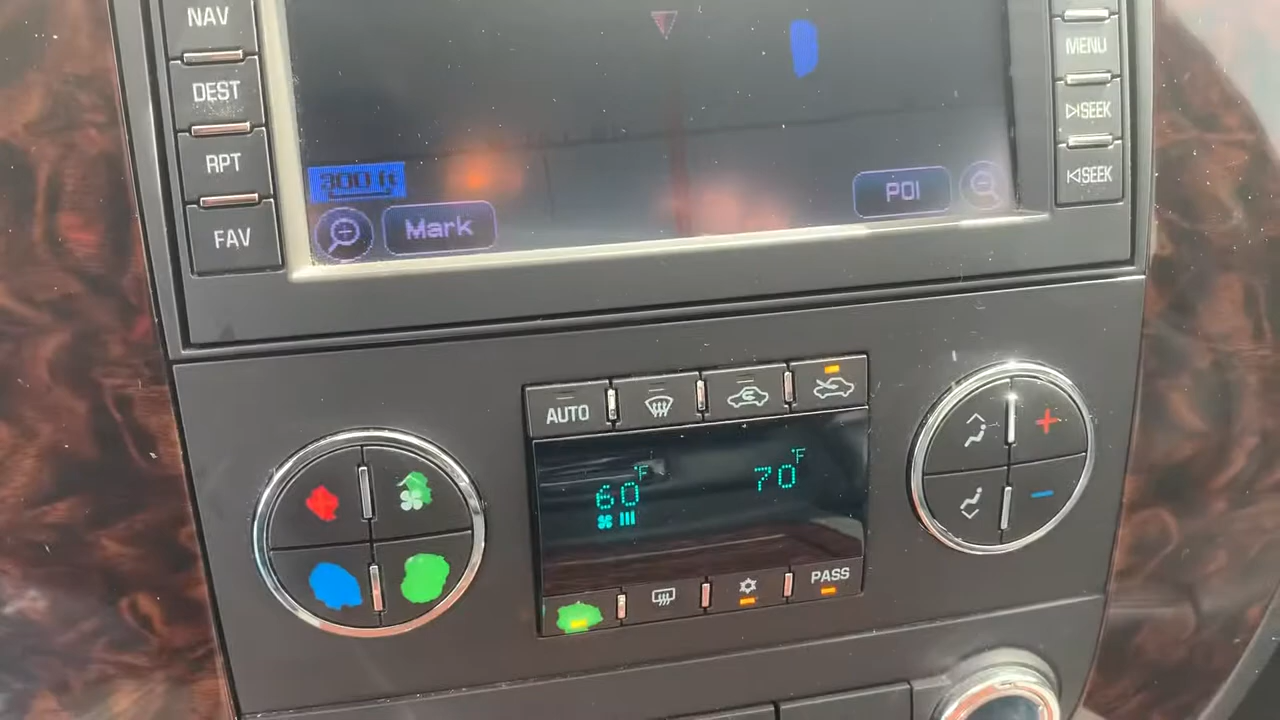 NAV
DEST
RPT
FAV
MENU
SEEK
SEEK
300 ft
Mark
POI
AUTO
60°F
70°F
PASS